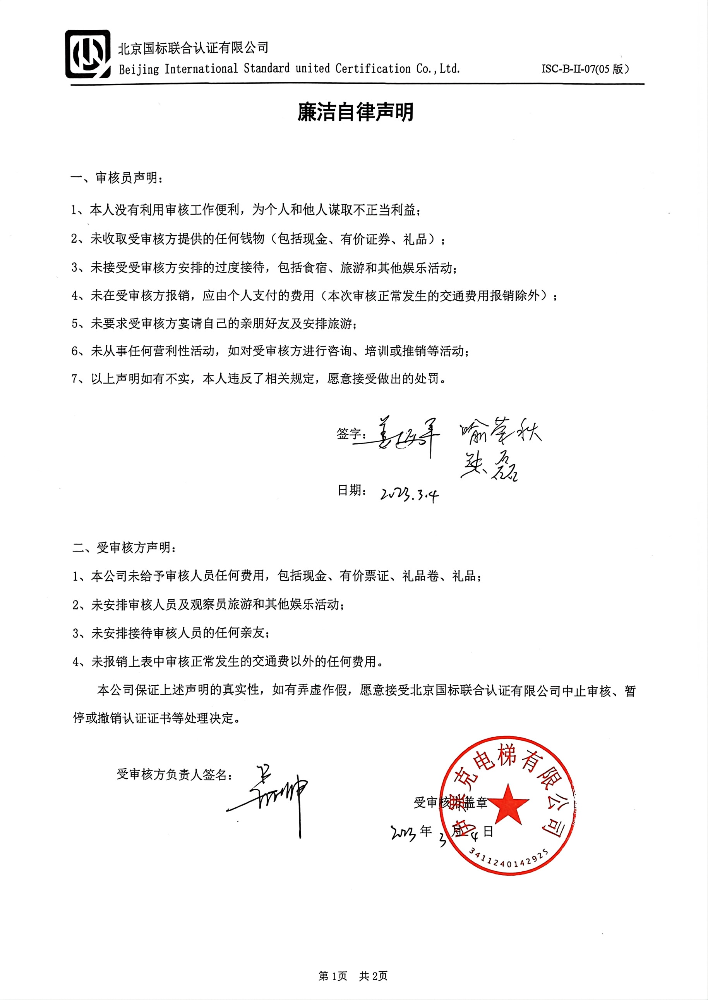 北京国标联合认证有限公司
Beijing International Standard united Certification Co.,Ltd.
ISC-B-II-07(05 版）
廉洁自律声明
一、审核员声明：
1、本人没有利用审核工作便利，为个人和他人谋取不正当利益；
2、未收取受审核方提供的任何钱物（包括现金、有价证券、礼品）；
3、未接受受审核方安排的过度接待，包括食宿、旅游和其他娱乐活动；
4、未在受审核方报销，应由个人支付的费用（本次审核正常发生的交通费用报销除外）；
5、未要求受审核方宴请自己的亲朋好友及安排旅游；
6、未从事任何营利性活动，如对受审核方进行咨询、培训或推销等活动；
7、以上声明如有不实，本人违反了相关规定，愿意接受做出的处罚。
签字： 姜海军 喻荣秋
张磊
日期： 2023.3.4
二、受审核方声明：
1、本公司未给予审核人员任何费用，包括现金、有价票证、礼品卷、礼品；
2、未安排审核人员及观察员旅游和其他娱乐活动；
3、未安排接待审核人员的任何亲友；
4、未报销上表中审核正常发生的交通费以外的任何费用。
本公司保证上述声明的真实性，如有弄虚作假，愿意接受北京国标联合认证有限公司中止审核、暂
停或撤销认证证书等处理决定。
受审核方负责人签名：
受审核方盖章
2023 年 3 月 4 日
克电梯有限公司
3411240142925
第 1页 共 2页